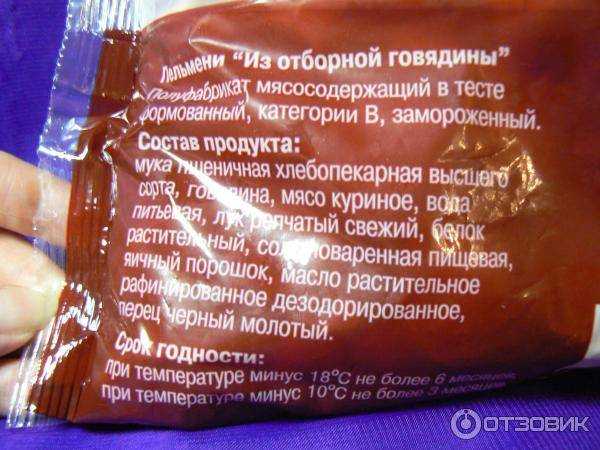 Пельмени "Из отборной говядины"
Полуфабрикат мясосодержащий в тесте
формованный, категории В, замороженный.
Состав продукта:
мука пшеничная хлебопекарная высшего
сорта, говядина, мясо куриное, вода
питьевая, лук репчатый свежий, белок
растительный, соль поваренная пищевая,
яичный порошок, масло растительное
рафинированное дезодорированное,
перец черный молотый.
Срок годности:
при температуре минус 18°С не более 6 месяцев,
при температуре минус 10°С не более 3 месяцев
ОТЗОВИК